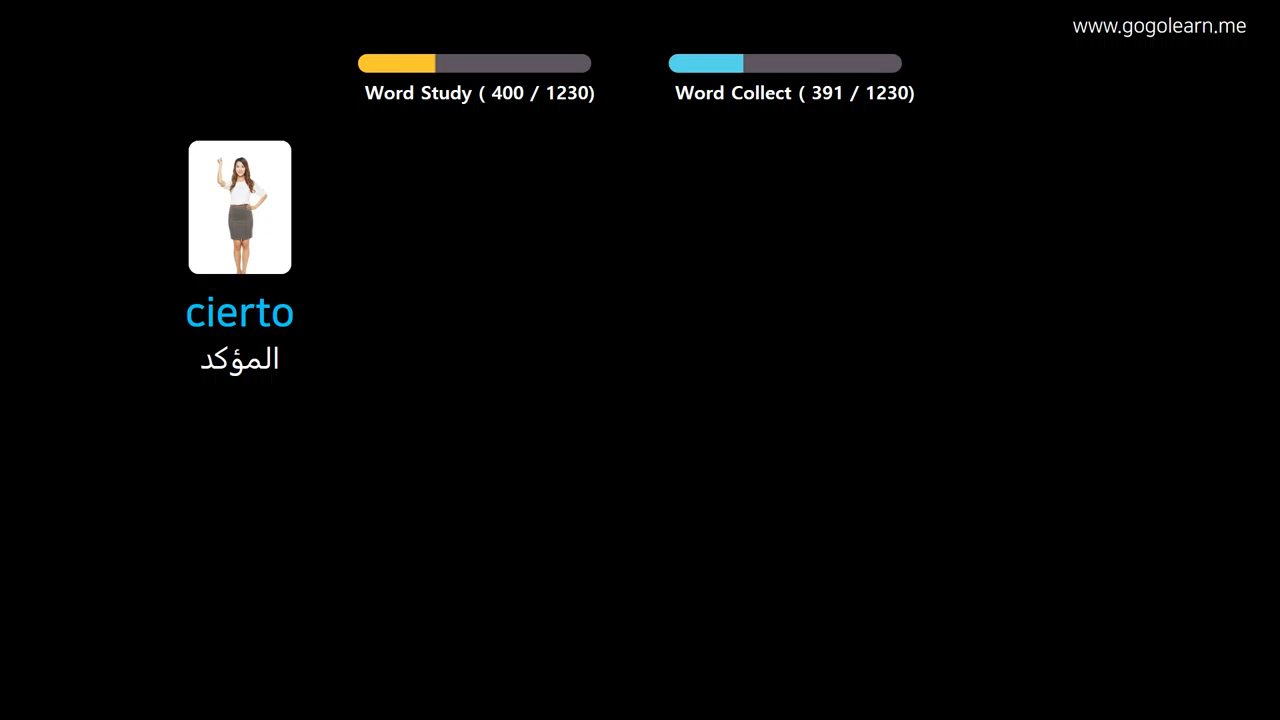 www.gogolearn.me
Word Study ( 400 / 1230)
Word Collect ( 391 / 1230)
cierto
المؤكد